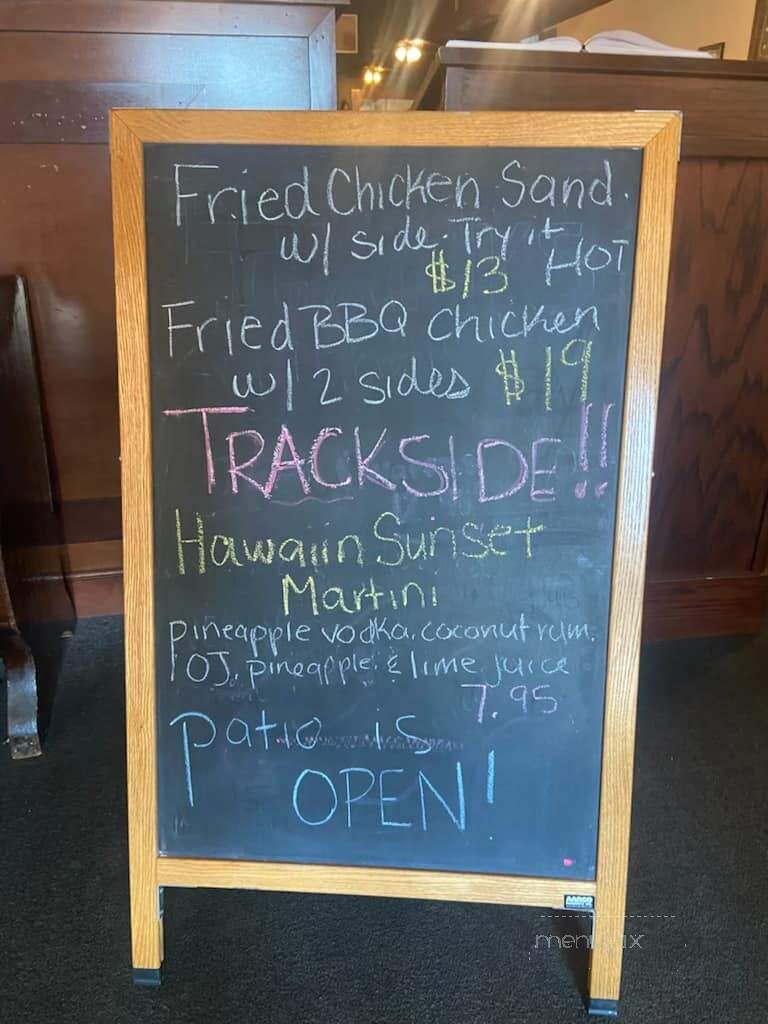 Fried Chicken Sand.
w/ side. Try it
$13 HOT
Fried BBQ chicken
w/ 2 sides $19
TRACKSIDE!!
Hawaiin Sunset
Martini
pineapple vodka, coconut rum,
OJ, pineapple & lime juice
7.95
patio is
OPEN!
AARCO